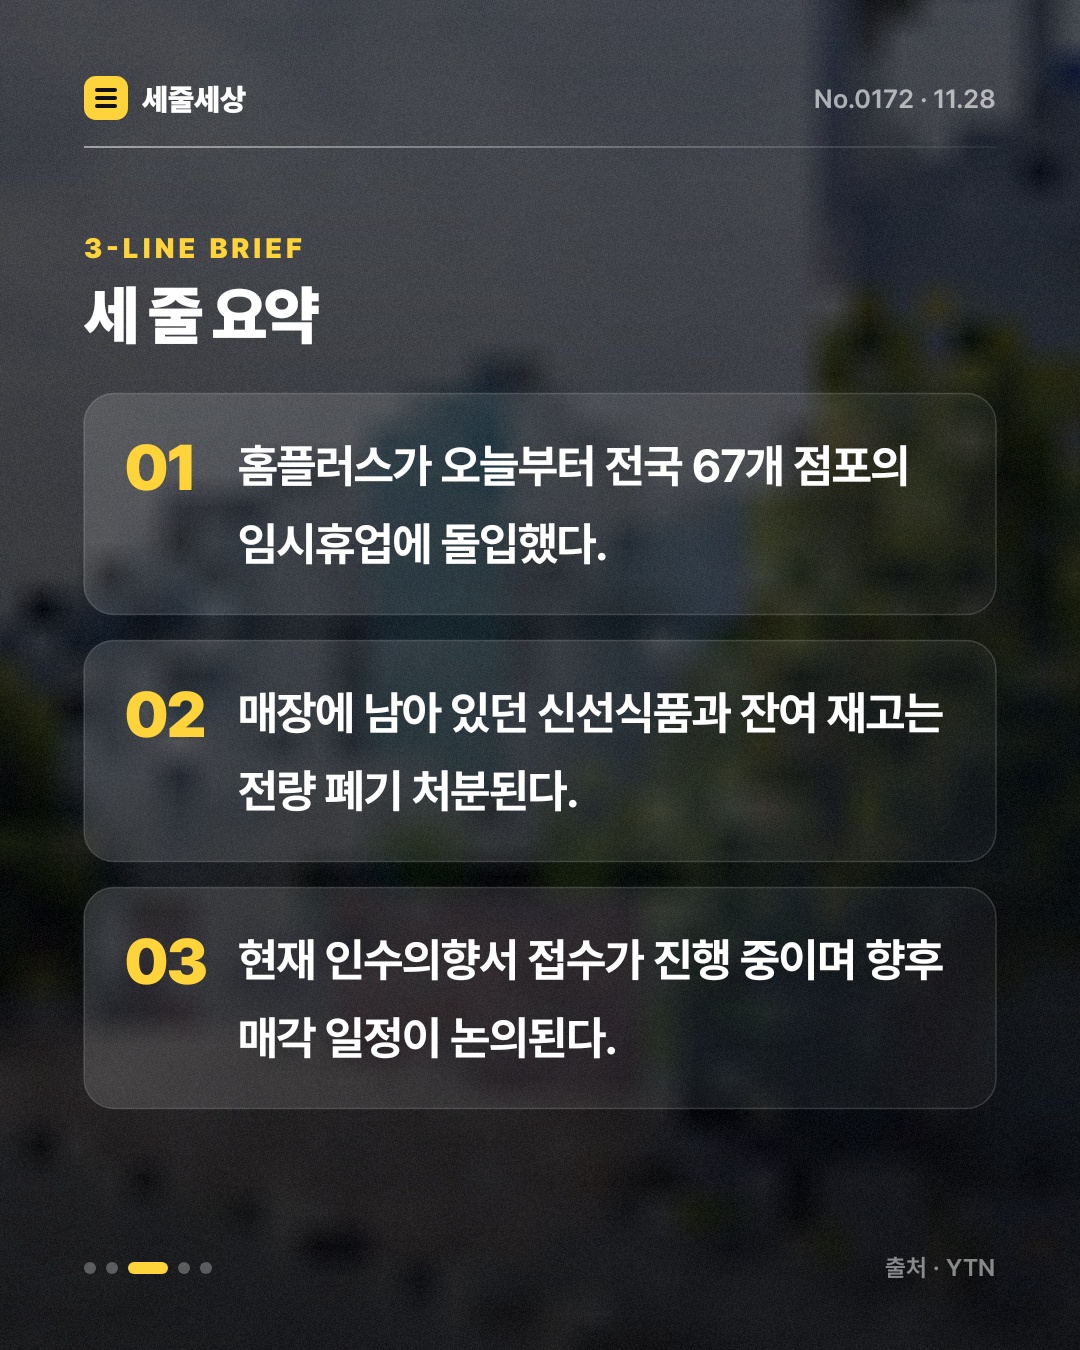 세줄세상
No.0172 · 11.28
3-LINE BRIEF
세 줄 요약
01 홈플러스가 오늘부터 전국 67개 점포의
임시휴업에 돌입했다.
02 매장에 남아 있던 신선식품과 잔여 재고는
전량 폐기 처분된다.
03 현재 인수의향서 접수가 진행 중이며 향후
매각 일정이 논의된다.
출처 · YTN